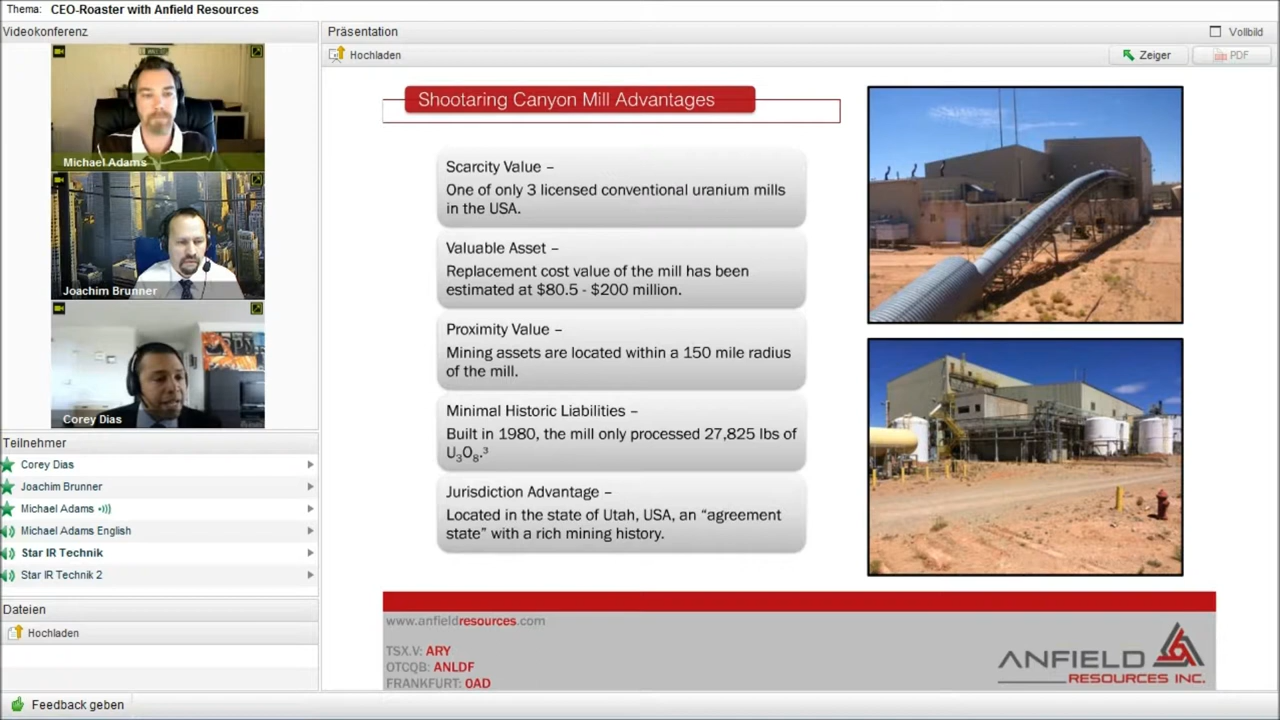 Thema: CEO-Roaster with Anfield Resources
Videokonferenz
Michael Adams
Joachim Brunner
Corey Dias
Teilnehmer
Corey Dias
Joachim Brunner
Michael Adams
Michael Adams English
Star IR Technik
Star IR Technik 2
Dateien
Hochladen
Feedback geben
Präsentation
Vollbild
Hochladen
Zeiger
PDF
Shootaring Canyon Mill Advantages
Scarcity Value –
One of only 3 licensed conventional uranium mills
in the USA.
Valuable Asset –
Replacement cost value of the mill has been
estimated at $80.5 - $200 million.
Proximity Value –
Mining assets are located within a 150 mile radius
of the mill.
Minimal Historic Liabilities –
Built in 1980, the mill only processed 27,825 lbs of
U₃O₈.³
Jurisdiction Advantage –
Located in the state of Utah, USA, an “agreement
state” with a rich mining history.
www.anfieldresources.com
TSX.V: ARY
OTCQB: ANLDF
FRANKFURT: 0AD
ANFIELD
RESOURCES INC.